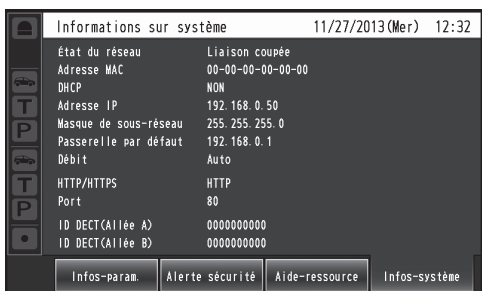 Informations sur système 11/27/2013(Mer) 12:32
État du réseau Liaison coupée
Adresse MAC 00-00-00-00-00-00
DHCP NON
Adresse IP 192.168.0.50
Masque de sous-réseau 255.255.255.0
Passerelle par défaut 192.168.0.1
Débit Auto
HTTP/HTTPS HTTP
Port 80
ID DECT(Allée A) 0000000000
ID DECT(Allée B) 0000000000
T
P
T
P
Infos-param. Alerte sécurité Aide-ressource Infos-système